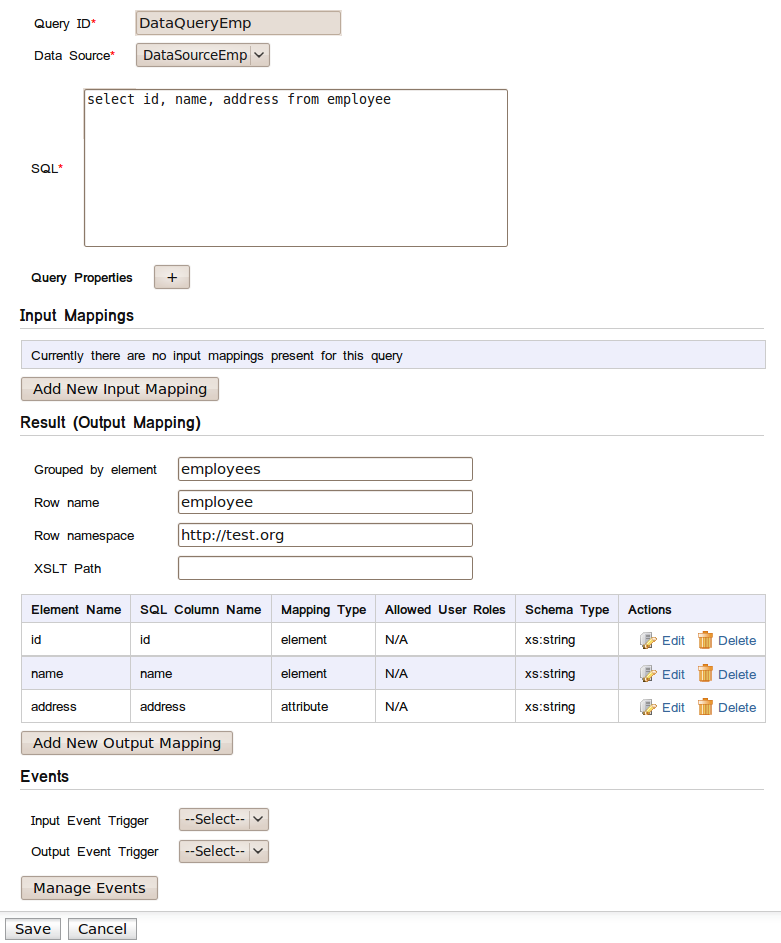 Query ID*
DataQueryEmp
Data Source*
DataSourceEmp
SQL*
select id, name, address from employee
Query Properties
+
Input Mappings
Currently there are no input mappings present for this query
Add New Input Mapping
Result (Output Mapping)
Grouped by element
employees
Row name
employee
Row namespace
http://test.org
XSLT Path
Element Name SQL Column Name Mapping Type Allowed User Roles Schema Type Actions
id id element N/A xs:string Edit Delete
name name element N/A xs:string Edit Delete
address address attribute N/A xs:string Edit Delete
Add New Output Mapping
Events
Input Event Trigger
--Select--
Output Event Trigger
--Select--
Manage Events
Save Cancel